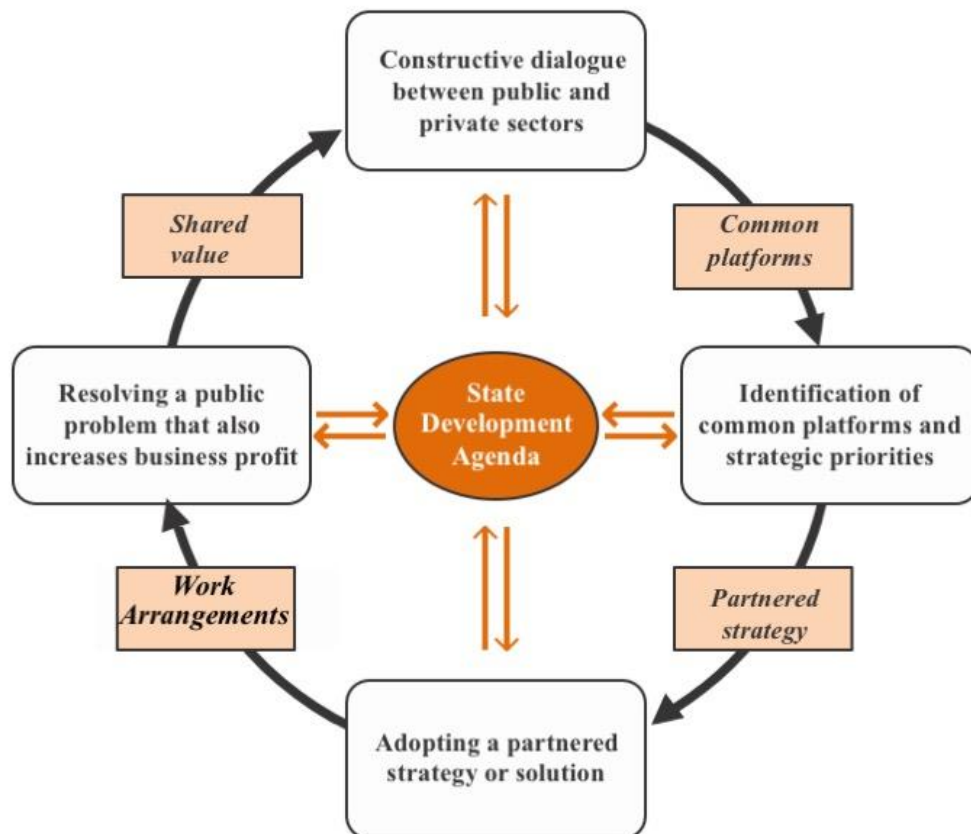 Constructive dialogue
between public and
private sectors
Shared
value
Common
platforms
Resolving a public
problem that also
increases business profit
State
Development
Agenda
Identification of
common platforms and
strategic priorities
Work
Arrangements
Partnered
strategy
Adopting a partnered
strategy or solution